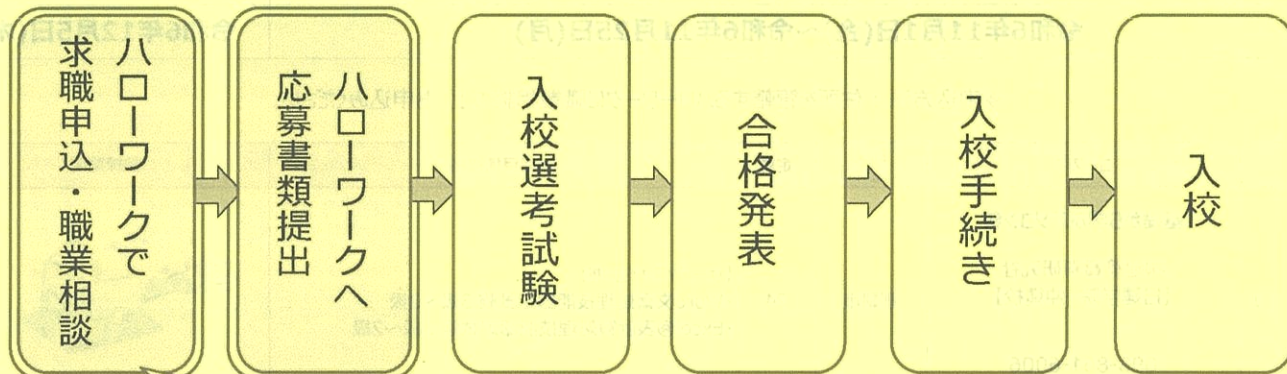 ハローワークで
求職申込・職業相談
ハローワークへ
応募書類提出
入校選考試験
合格発表
入校手続き
入校